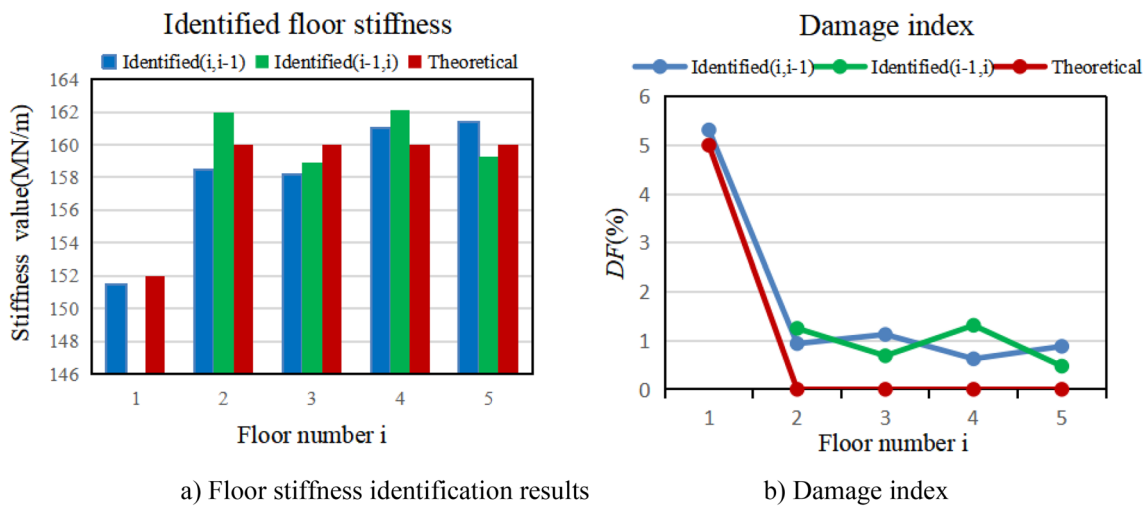 Identified floor stiffness
Identified(i,i-1) Identified(i-1,i) Theoretical
Stiffness value(MN/m)
164
162
160
158
156
154
152
150
148
146
1 2 3 4 5
Floor number i
a) Floor stiffness identification results
Damage index
Identified(i,i-1) Identified(i-1,i) Theoretical
DF(%)
6
5
4
3
2
1
0
1 2 3 4 5
Floor number i
b) Damage index